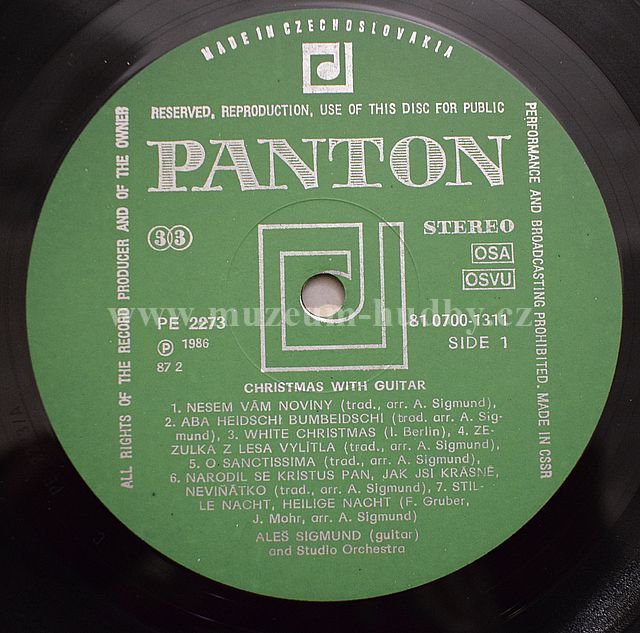 MADE IN CZECHOSLOVAKIA
RESERVED, REPRODUCTION, USE OF THIS DISC FOR PUBLIC
ALL RIGHTS OF THE RECORD PRODUCER AND OF THE OWNER
PERFORMANCE AND BROADCASTING PROHIBITED. MADE IN CSSR
PANTON
33
STEREO
OSA
OSVU
www.muzeum-hudby.cz
PE 2273
81 0700-1311
Ⓟ 1986
SIDE 1
87 2
CHRISTMAS WITH GUITAR
1. NESEM VÁM NOVINY (trad., arr. A. Sigmund),
2. ABA HEIDSCHI BUMBEIDSCHI (trad. arr. A. Sig-
mund), 3. WHITE CHRISTMAS (I. Berlin), 4. ZE-
ZULKA Z LESA VYLÍTLA (trad., arr. A. Sigmund),
5. O SANCTISSIMA (trad., arr. A. Sigmund),
6. NARODIL SE KRISTUS PÁN, JAK JSI KRÁSNÉ,
NEVIŇÁTKO (trad., arr. A. Sigmund), 7. STIL-
LE NACHT, HEILIGE NACHT (F. Gruber,
J. Mohr, arr. A. Sigmund)
ALEŠ SIGMUND (guitar)
and Studio Orchestra